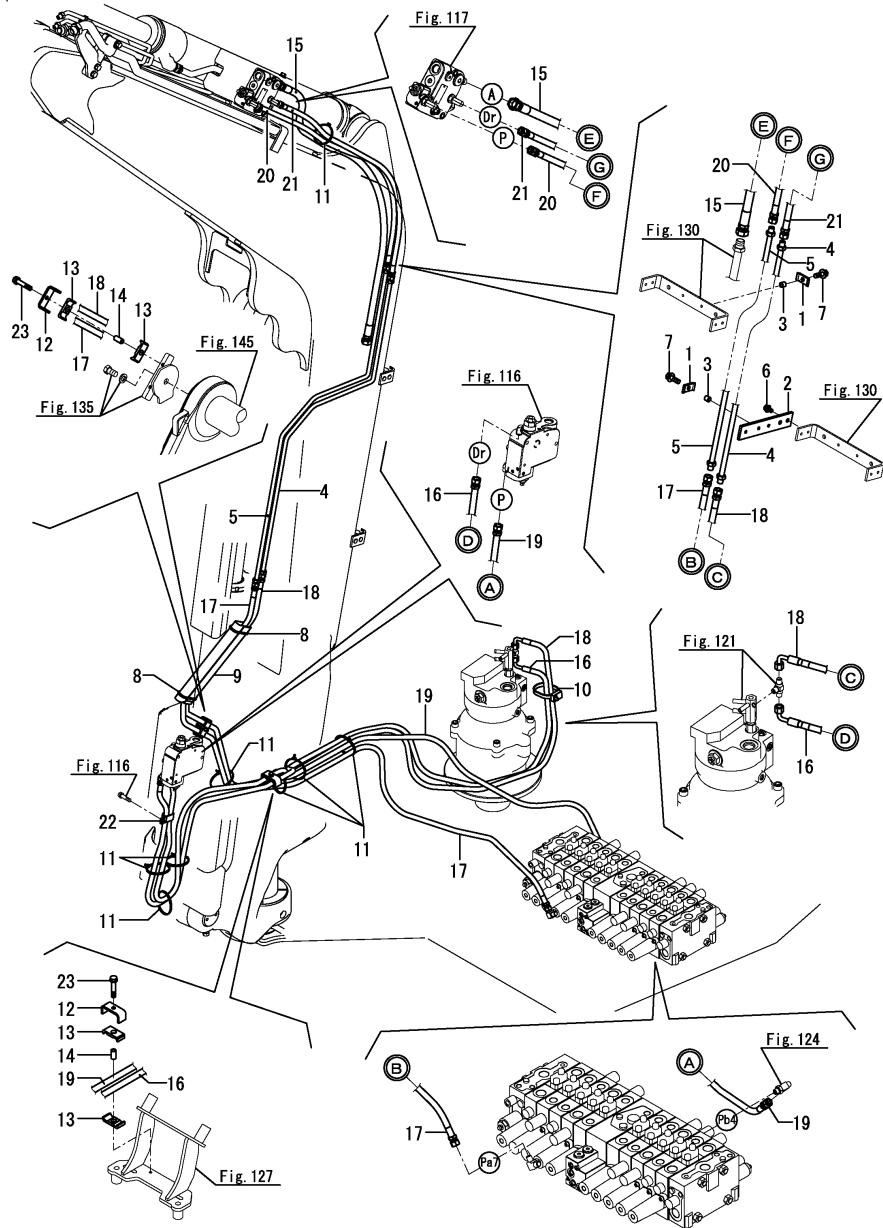 Fig. 117
15
A
15
Dr
E
P
G
20
21
11
21
20
F
E
F
G
20
15
21
Fig. 130
4
5
3
1
7
13
18
14
13
23
12
17
Fig. 145
Fig. 135
7
1
3
6
2
Fig. 130
5
4
17
18
B
C
Fig. 116
Dr
16
P
D
19
A
4
5
17
18
8
8
9
18
16
10
Fig. 121
18
C
D
16
19
11
Fig. 116
22
11
11
17
11
23
12
13
14
19
16
13
Fig. 127
B
17
Pa7
A
Fig. 124
Pb4
19